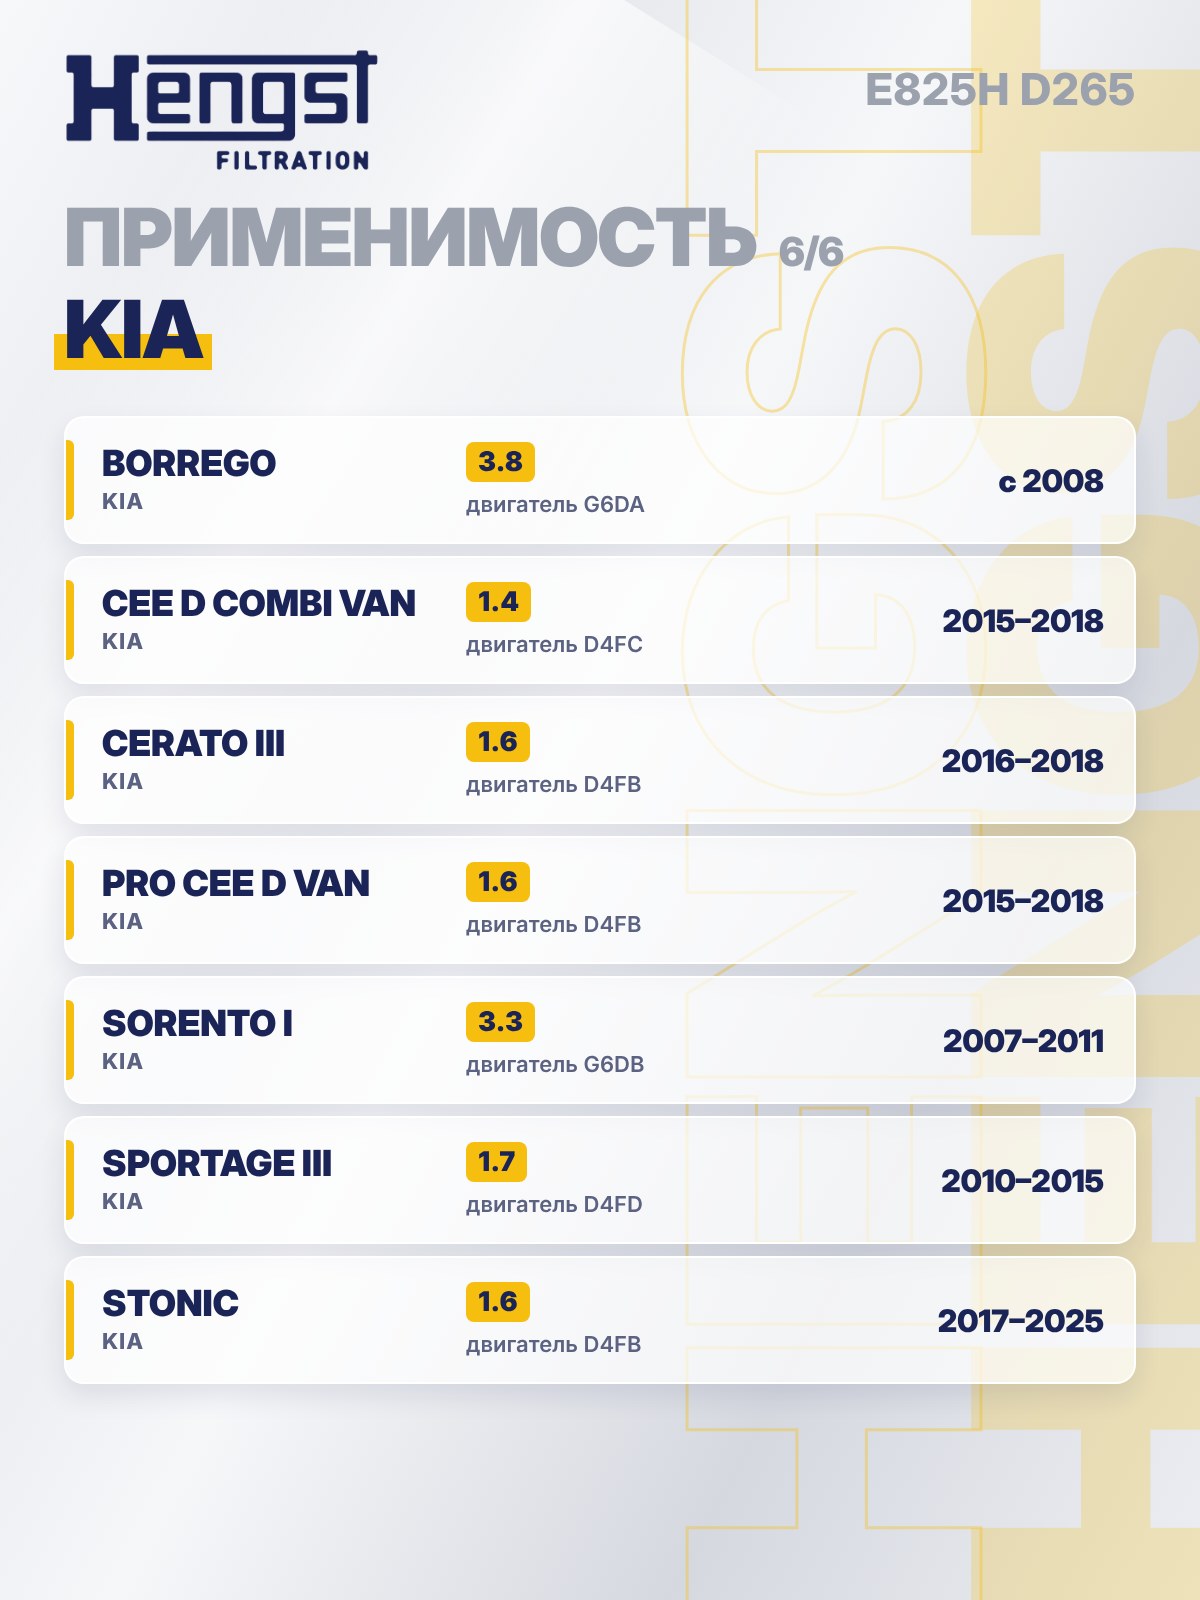 Hengst
FILTRATION
E825H D265
ПРИМЕНИМОСТЬ 6/6
KIA
BORREGO
KIA
3.8
двигатель G6DA
с 2008
CEE D COMBI VAN
KIA
1.4
двигатель D4FC
2015–2018
CERATO III
KIA
1.6
двигатель D4FB
2016–2018
PRO CEE D VAN
KIA
1.6
двигатель D4FB
2015–2018
SORENTO I
KIA
3.3
двигатель G6DB
2007–2011
SPORTAGE III
KIA
1.7
двигатель D4FD
2010–2015
STONIC
KIA
1.6
двигатель D4FB
2017–2025
HENGST
HENGST